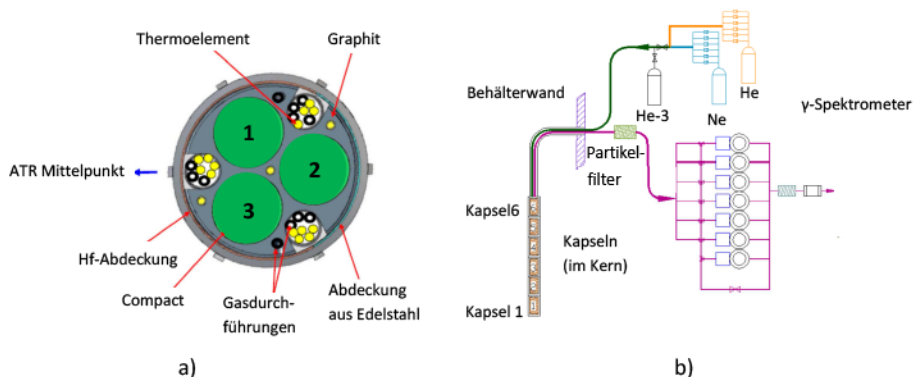 Thermoelement
Graphit
1
2
3
ATR Mittelpunkt
Hf-Abdeckung
Compact
Gasdurch-
führungen
Abdeckung
aus Edelstahl
a)
He
Ne
He-3
Behälterwand
γ-Spektrometer
Partikel-
filter
Kapsel6
Kapseln
(im Kern)
Kapsel 1
b)